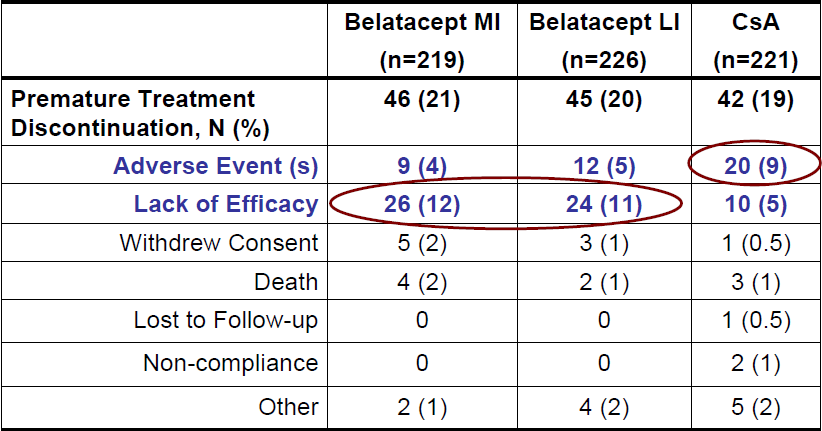 Belatacept MI Belatacept LI CsA
(n=219) (n=226) (n=221)
Premature Treatment 46 (21) 45 (20) 42 (19)
Discontinuation, N (%)
Adverse Event (s) 9 (4) 12 (5) 20 (9)
Lack of Efficacy 26 (12) 24 (11) 10 (5)
Withdrew Consent 5 (2) 3 (1) 1 (0.5)
Death 4 (2) 2 (1) 3 (1)
Lost to Follow-up 0 0 1 (0.5)
Non-compliance 0 0 2 (1)
Other 2 (1) 4 (2) 5 (2)